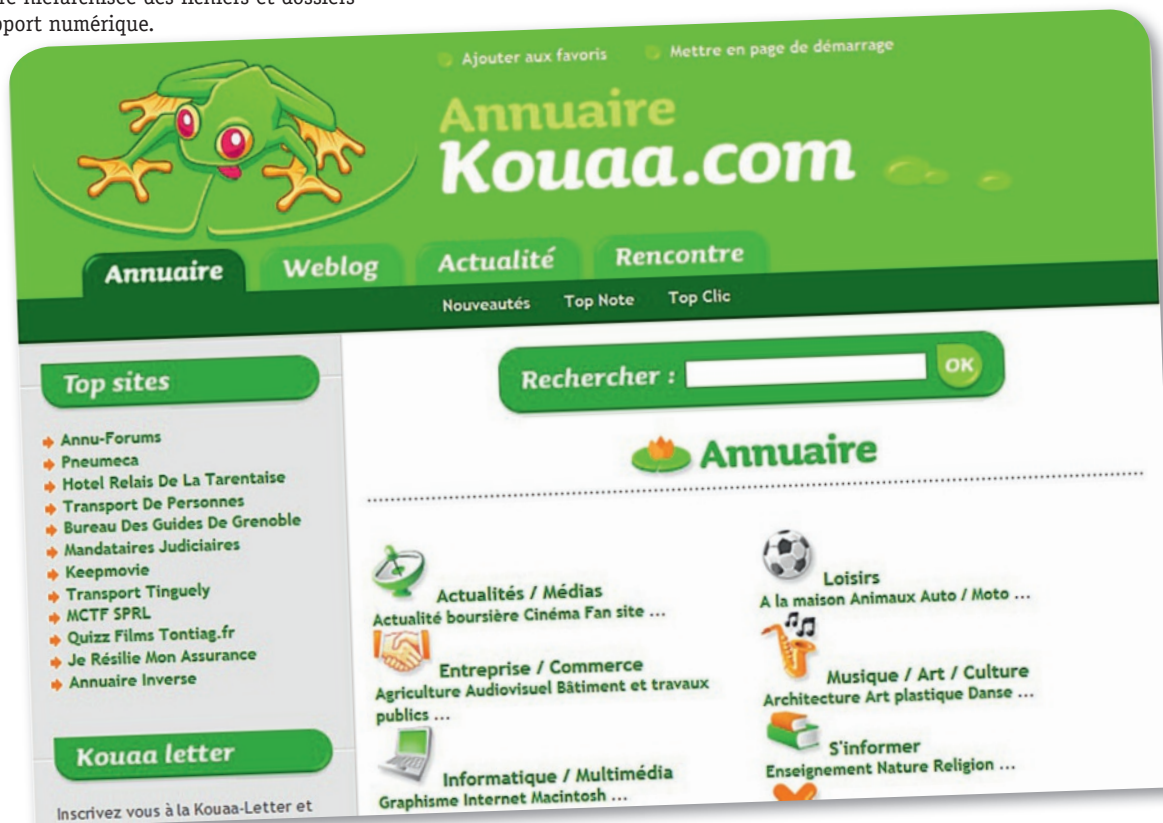 re hiérarchisée des fichiers et dossiers
pport numérique.
Ajouter aux favoris
Mettre en page de démarrage
Annuaire
Kouaa.com
Annuaire
Weblog
Actualité
Rencontre
Nouveautés
Top Note
Top Clic
Top sites
Annu-Forums
Pneumeca
Hotel Relais De La Tarentaise
Transport De Personnes
Bureau Des Guides De Grenoble
Mandataires Judiciaires
Keepmovie
Transport Tinguely
MCTF SPRL
Quizz Films Tontiag.fr
Je Résilie Mon Assurance
Annuaire Inverse
Kouaa letter
Inscrivez vous à la Kouaa-Letter et
Rechercher :
OK
Annuaire
Actualités / Médias
Actualité boursière Cinéma Fan site ...
Entreprise / Commerce
Agriculture Audiovisuel Bâtiment et travaux
publics ...
Informatique / Multimédia
Graphisme Internet Macintosh ...
Loisirs
A la maison Animaux Auto / Moto ...
Musique / Art / Culture
Architecture Art plastique Danse ...
S'informer
Enseignement Nature Religion ...